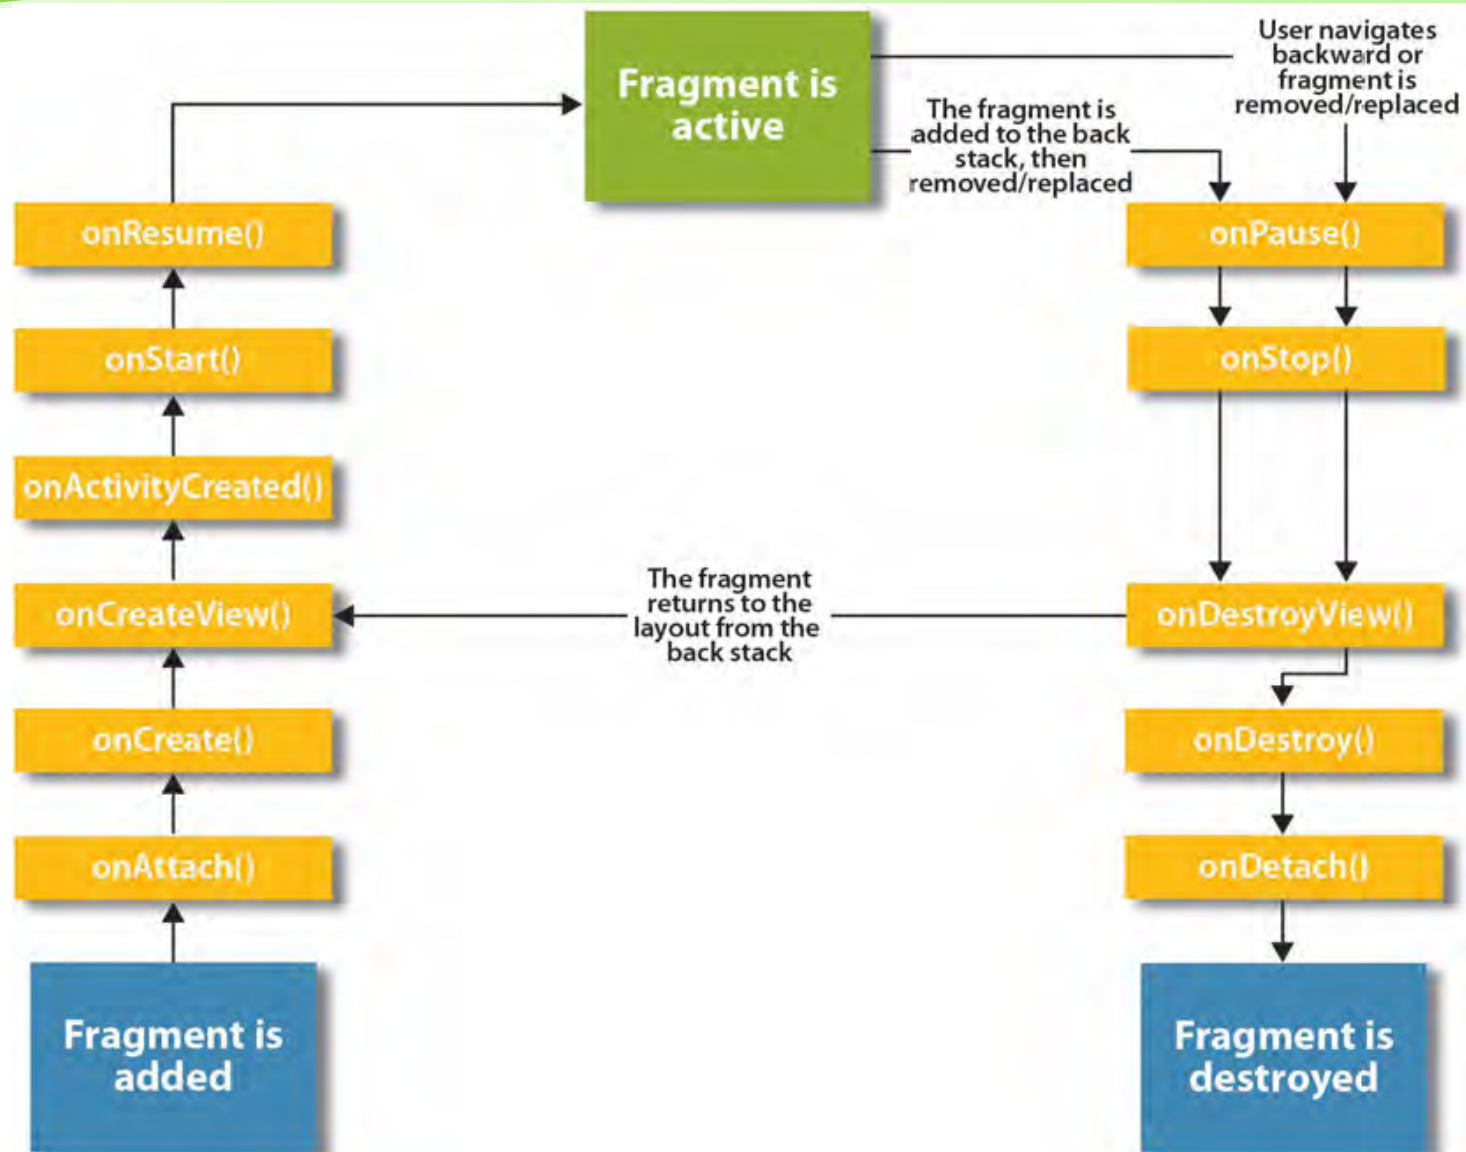 Fragment is
active
User navigates
backward or
fragment is
removed/replaced
The fragment is
added to the back
stack, then
removed/replaced
onResume()
onPause()
onStart()
onStop()
onActivityCreated()
onCreateView()
The fragment
returns to the
layout from the
back stack
onDestroyView()
onCreate()
onDestroy()
onAttach()
onDetach()
Fragment is
added
Fragment is
destroyed